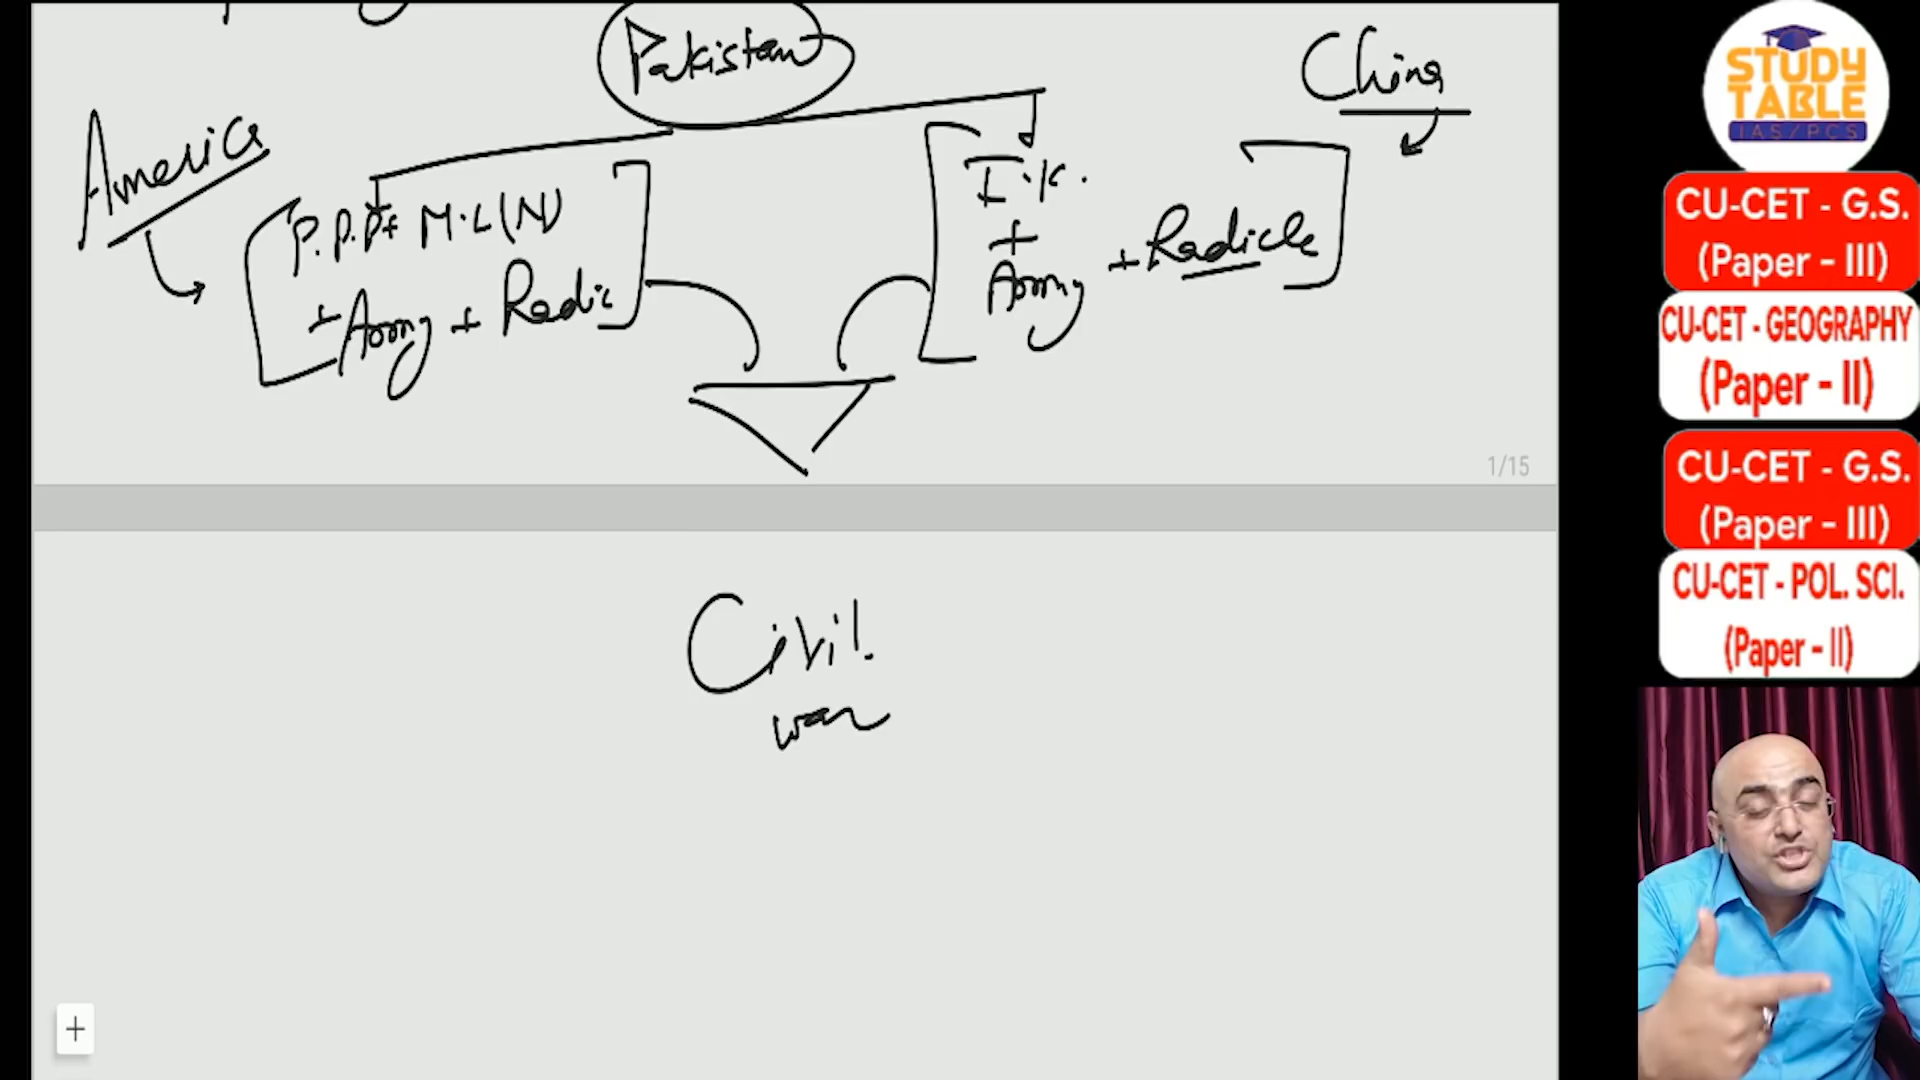 Pakistan
America
China
P.P.P+ M.L(N)
+ Army + Radic
I.K.
+
Army + Radicle
1/15
Civil
war
+
STUDY
TABLE
IAS/PCS
CU-CET - G.S.
(Paper - III)
CU-CET - GEOGRAPHY
(Paper - II)
CU-CET - G.S.
(Paper - III)
CU-CET - POL. SCI.
(Paper - II)